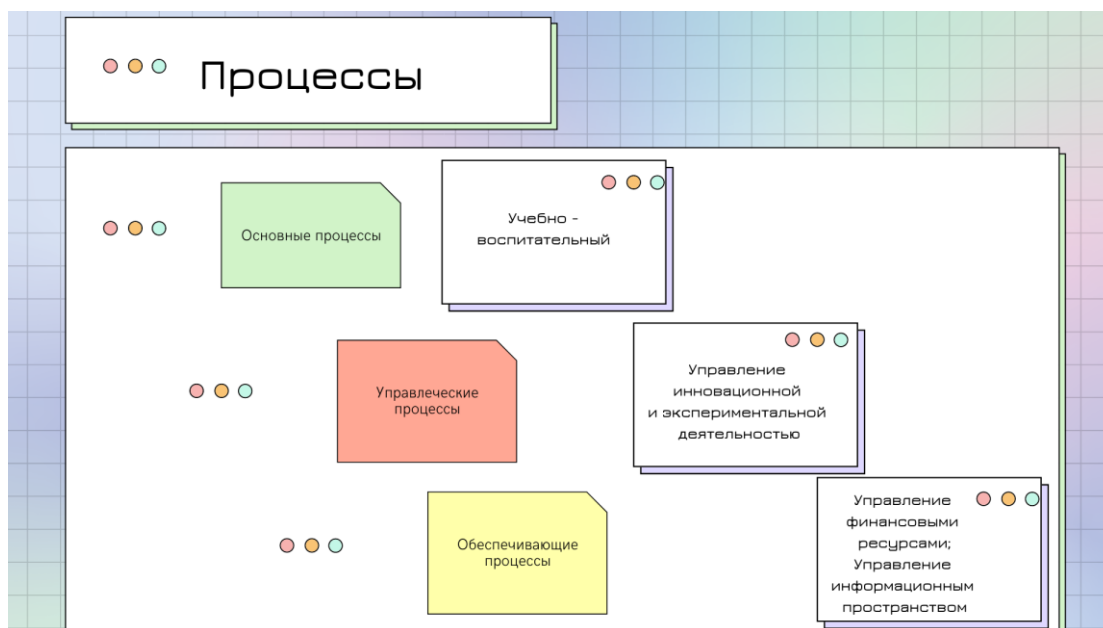 Процессы
Основные процессы
Учебно -
воспитательный
Управлеческие
процессы
Управление
инновационной
и экспериментальной
деятельностью
Обеспечивающие
процессы
Управление
финансовыми
ресурсами;
Управление
информационным
пространством